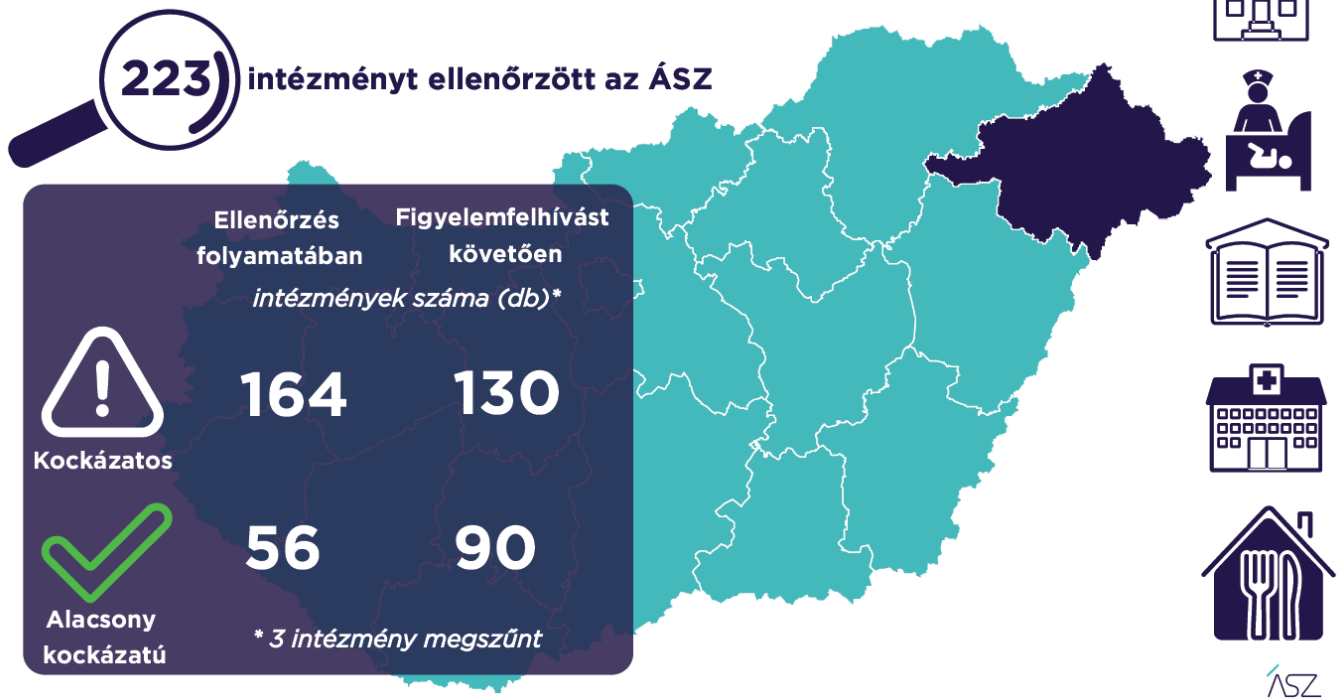 223 intézményt ellenőrzött az ÁSZ
Ellenőrzés
folyamatában
Figyelemfelhívást
követően
intézmények száma (db)*
164
130
Kockázatos
56
90
Alacsony
kockázatú
* 3 intézmény megszűnt
ÁSZ